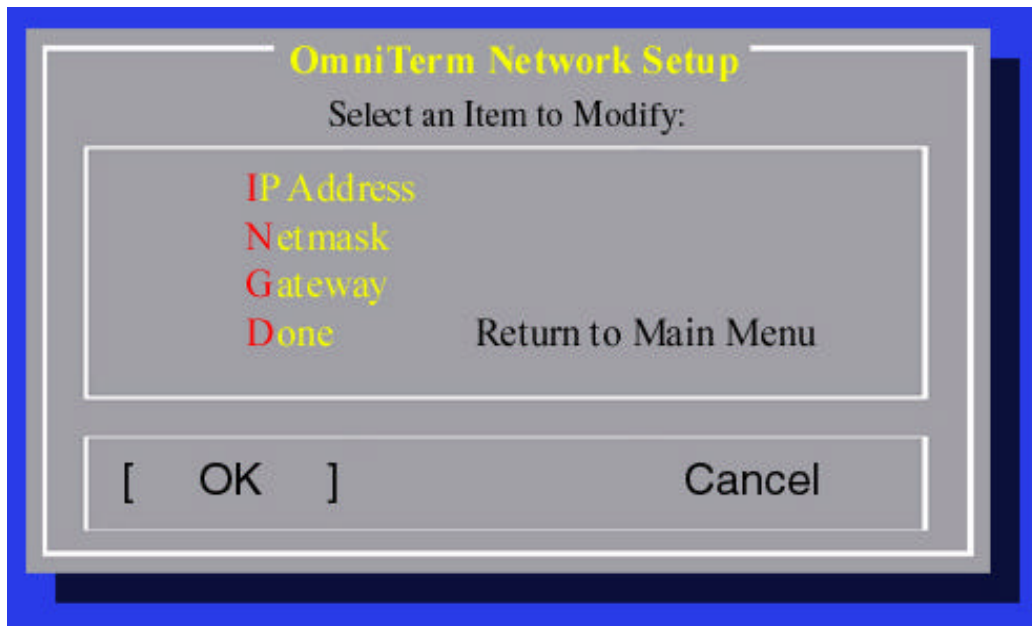 OmniTerm Network Setup
Select an Item to Modify:
IP Address
Netmask
Gateway
Done Return to Main Menu
[ OK ] Cancel